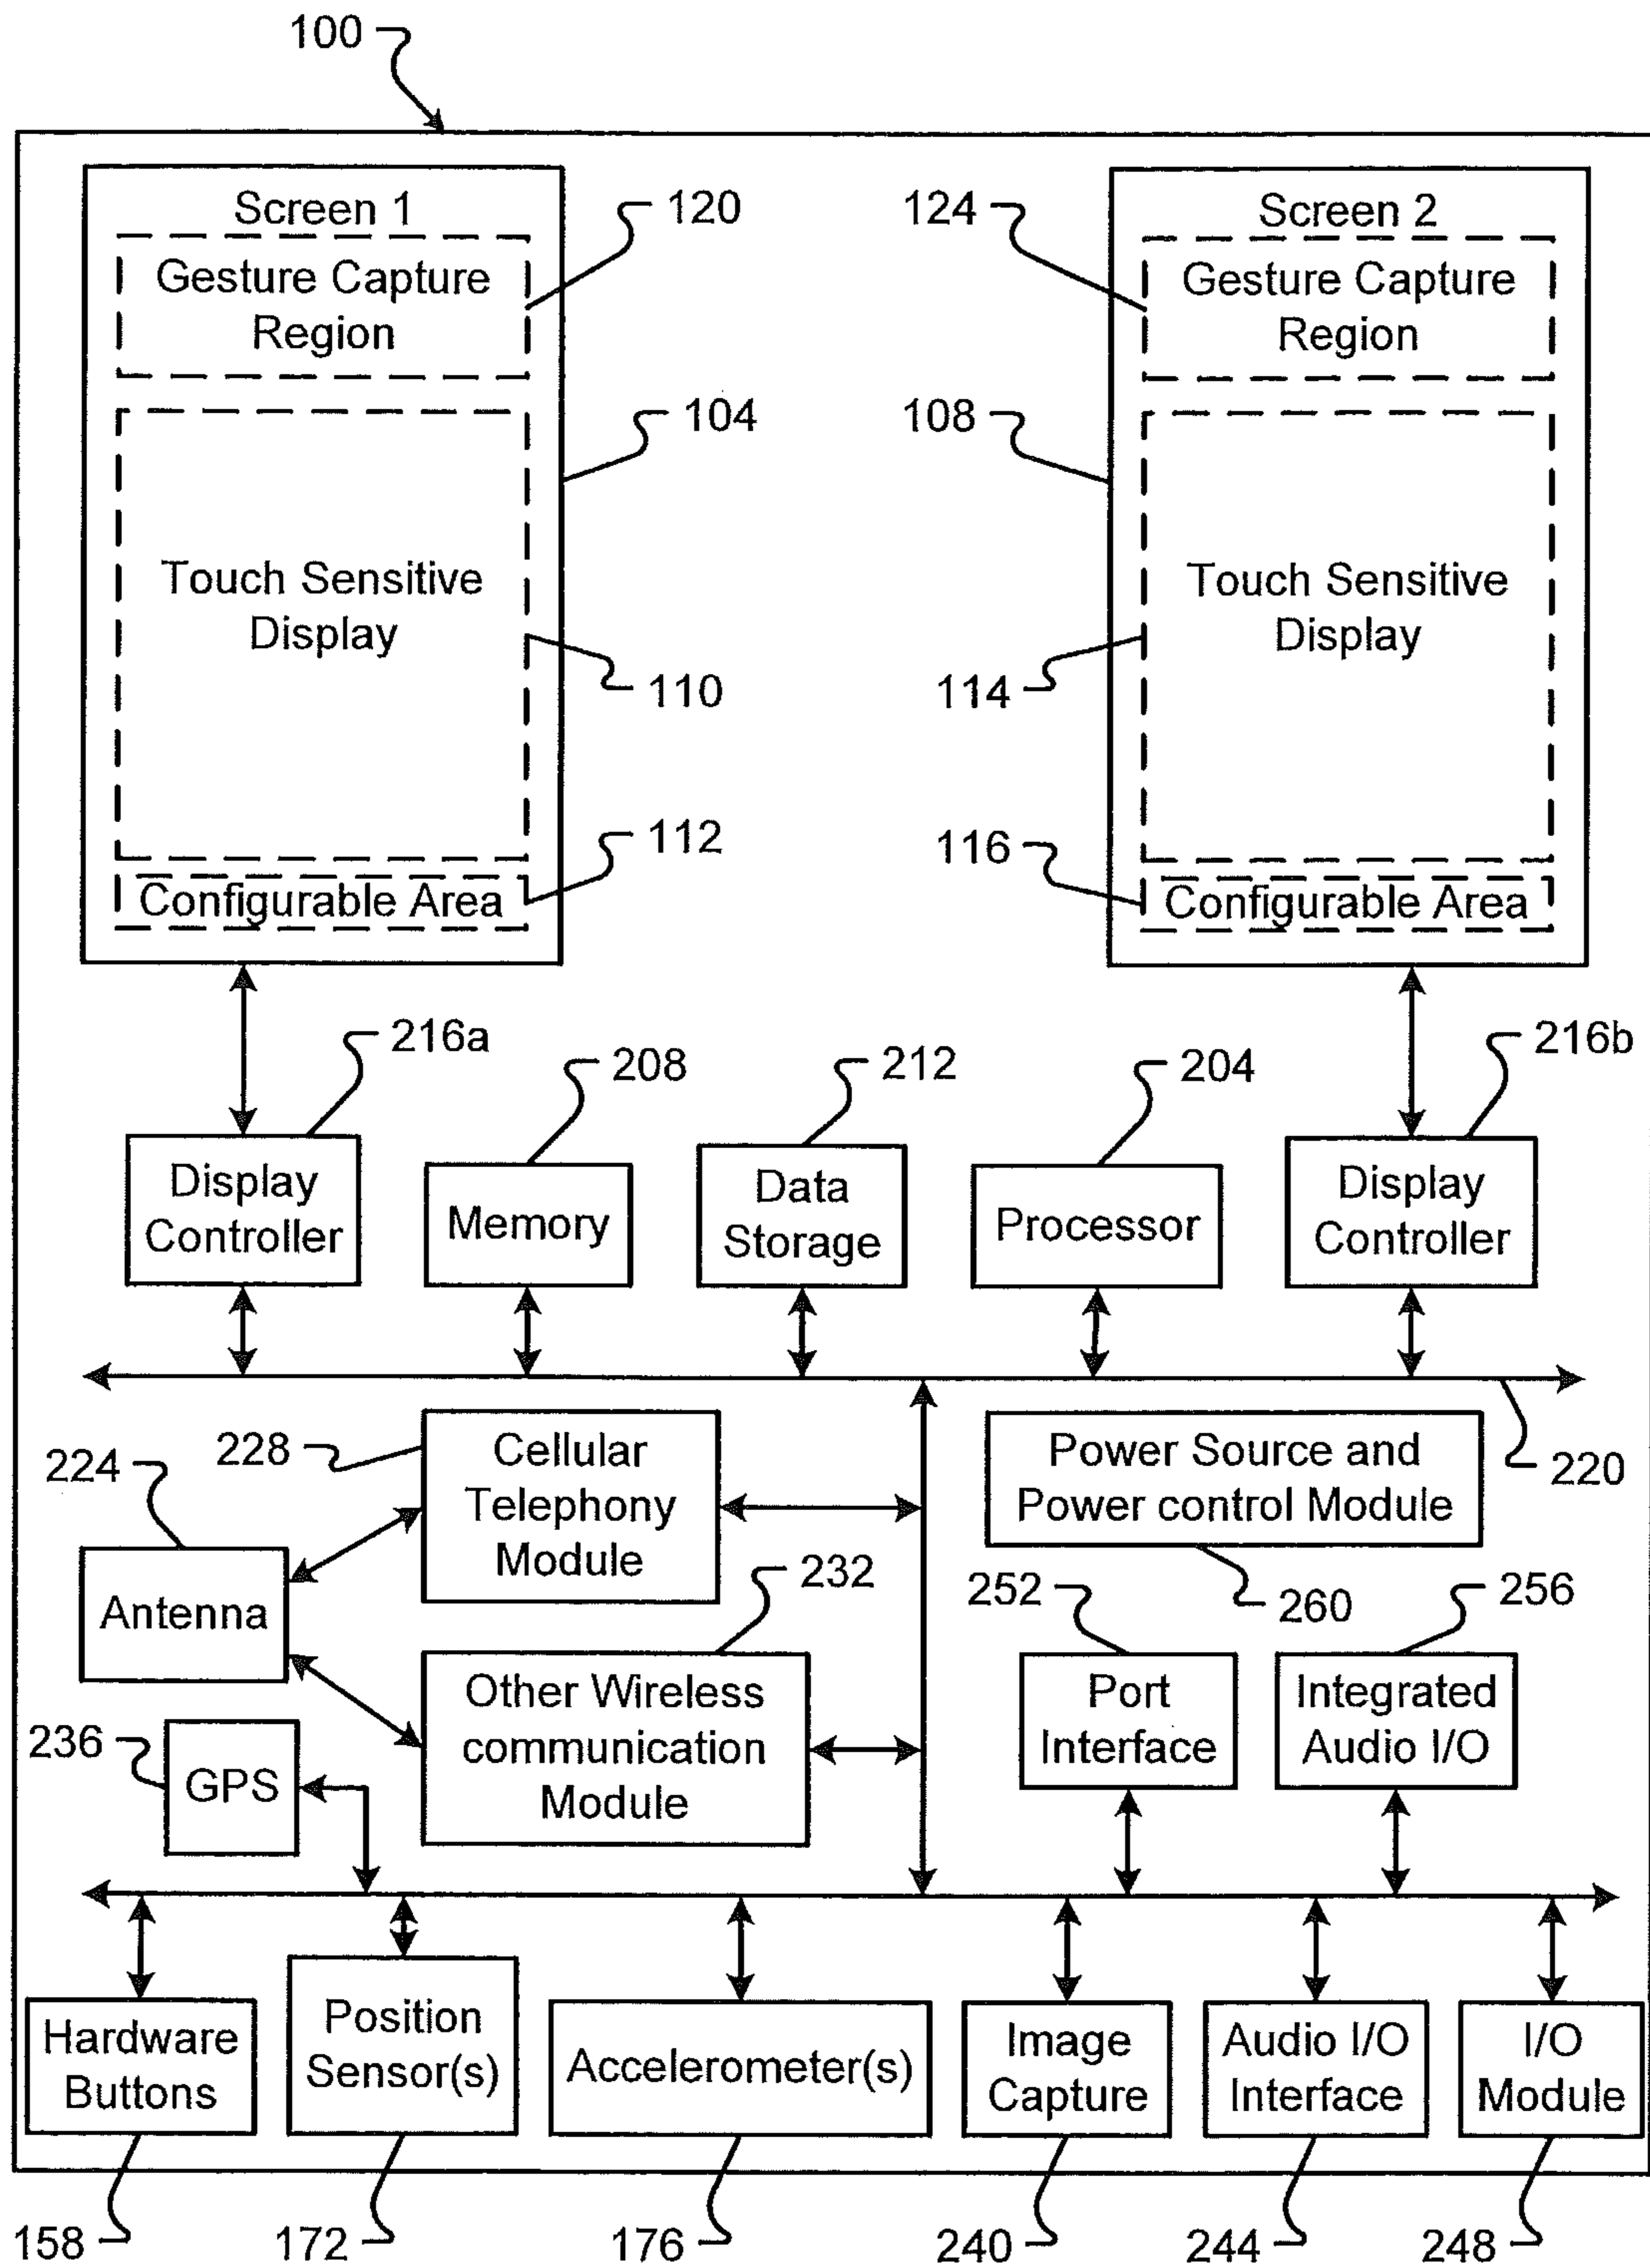 100
Screen 1
120
124
Screen 2
Gesture Capture
Region
Gesture Capture
Region
104
108
Touch Sensitive
Display
Touch Sensitive
Display
110
114
112
116
Configurable Area
Configurable Area
216a
208
212
204
216b
Display
Controller
Memory
Data
Storage
Processor
Display
Controller
220
228
Cellular
Telephony
Module
Power Source and
Power control Module
224
Antenna
232
252
260
256
Other Wireless
communication
Module
Port
Interface
Integrated
Audio I/O
236
GPS
Hardware
Buttons
Position
Sensor(s)
Accelerometer(s)
Image
Capture
Audio I/O
Interface
I/O
Module
158
172
176
240
244
248